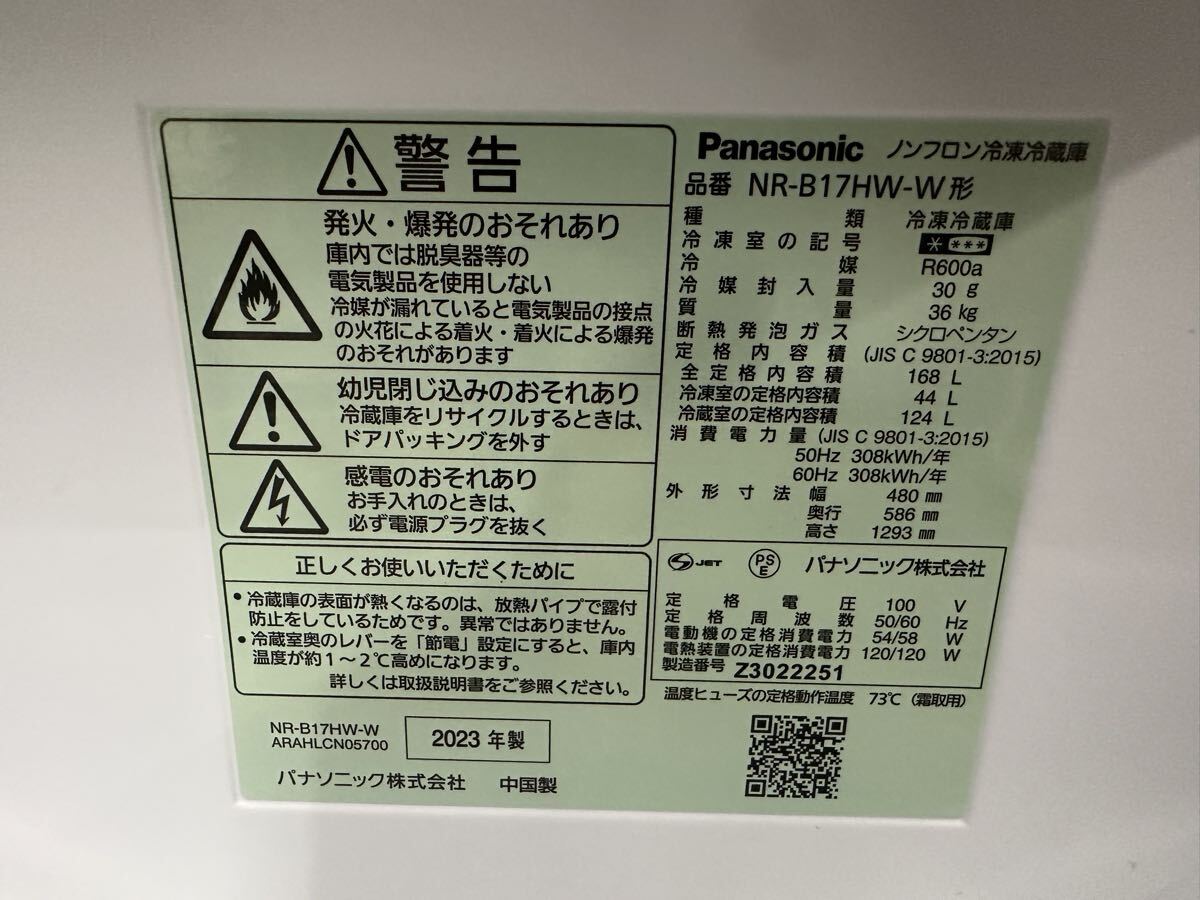 警告
発火・爆発のおそれあり
庫内では脱臭器等の
電気製品を使用しない
冷媒が漏れていると電気製品の接点
の火花による着火・着火による爆発
のおそれがあります
幼児閉じ込みのおそれあり
冷蔵庫をリサイクルするときは、
ドアパッキングを外す
感電のおそれあり
お手入れのときは、
必ず電源プラグを抜く
正しくお使いいただくために
• 冷蔵庫の表面が熱くなるのは、放熱パイプで露付
防止をしているためです。異常ではありません。
• 冷蔵室奥のレバーを「節電」設定にすると、庫内
温度が約1~2℃高めになります。
詳しくは取扱説明書をご参照ください。
NR-B17HW-W
ARAHLCN05700
2023 年製
パナソニック株式会社 中国製
Panasonic ノンフロン冷凍冷蔵庫
品番 NR-B17HW-W形
種類 冷凍冷蔵庫
冷凍室の記号 * ***
冷媒 R600a
冷媒封入量 30 g
質量 36 kg
断熱発泡ガス シクロペンタン
定格内容積 (JIS C 9801-3:2015)
全定格内容積 168 L
冷凍室の定格内容積 44 L
冷蔵室の定格内容積 124 L
消費電力量 (JIS C 9801-3:2015)
50Hz 308kWh/年
60Hz 308kWh/年
外形寸法 幅 480 mm
奥行 586 mm
高さ 1293 mm
S JET PS E パナソニック株式会社
定格電圧 100 V
定格周波数 50/60 Hz
電動機の定格消費電力 54/58 W
電熱装置の定格消費電力 120/120 W
製造番号 Z3022251
温度ヒューズの定格動作温度 73℃ (霜取用)